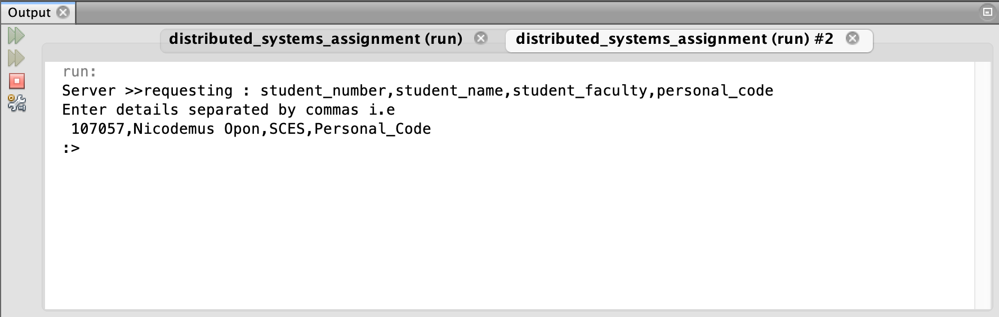 Output
distributed_systems_assignment (run)
distributed_systems_assignment (run) #2
run:
Server >>requesting : student_number,student_name,student_faculty,personal_code
Enter details separated by commas i.e
107057,Nicodemus Opon,SCES,Personal_Code
:>